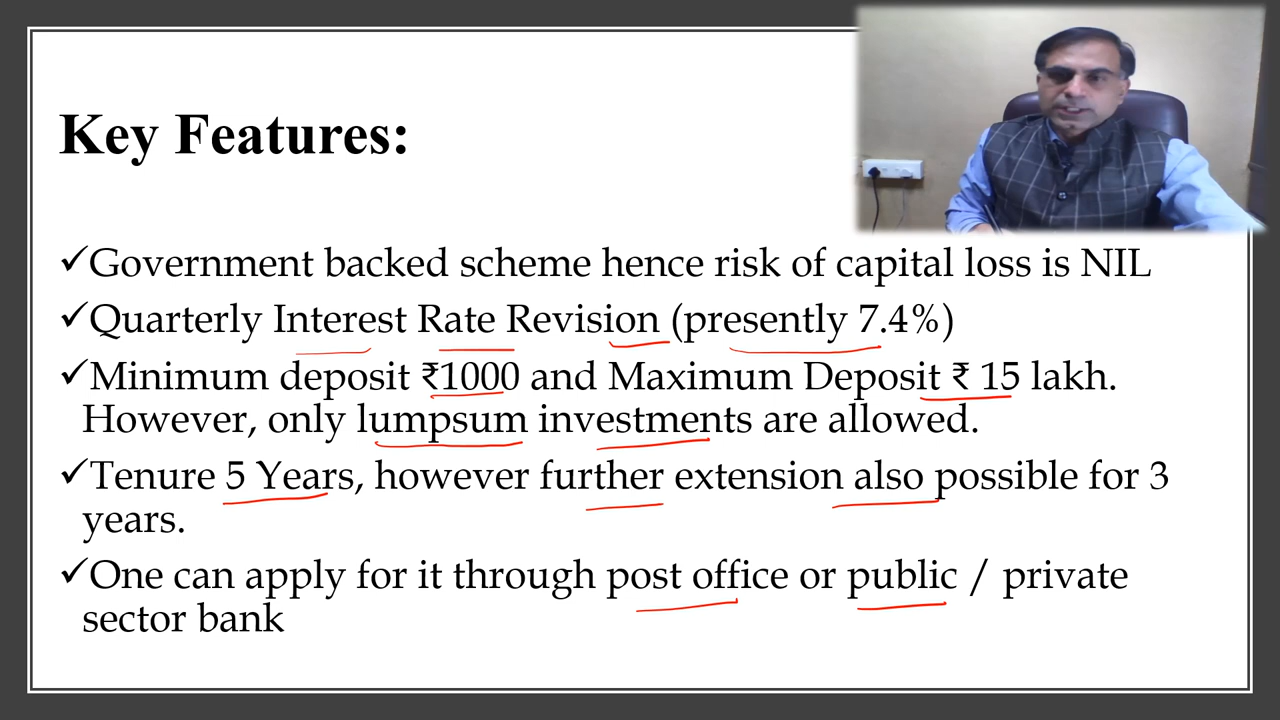 Key Features:
✓Government backed scheme hence risk of capital loss is NIL
✓Quarterly Interest Rate Revision (presently 7.4%)
✓Minimum deposit ₹1000 and Maximum Deposit ₹ 15 lakh.
However, only lumpsum investments are allowed.
✓Tenure 5 Years, however further extension also possible for 3
years.
✓One can apply for it through post office or public / private
sector bank